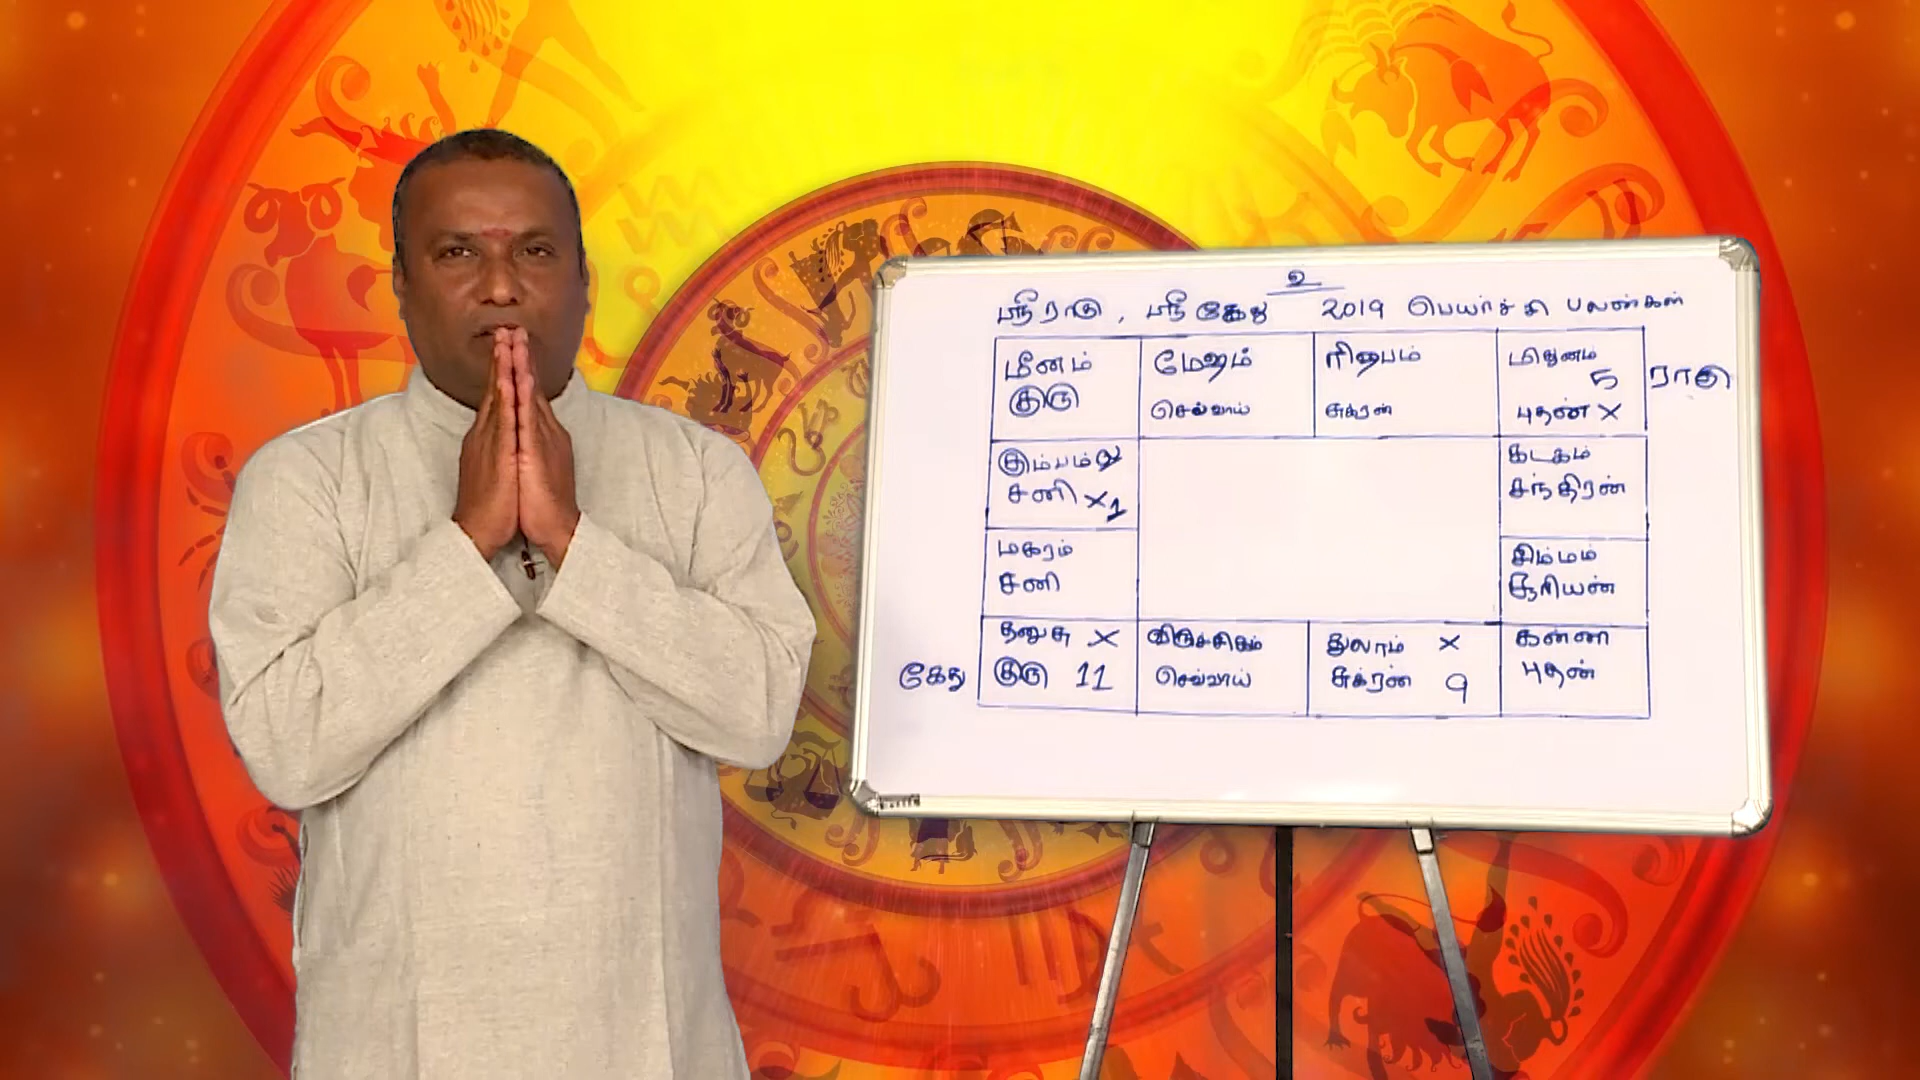 உ
ஸ்ரீ ராகு , ஸ்ரீ கேது 2019 பெயர்ச்சி பலன்கள்
மீனம்
குரு
மேஷம்
செவ்வாய்
ரிஷபம்
சுக்ரன்
மிதுனம்
5
புதன் X
ராகு
கும்பம் லு
சனி X 1
கடகம்
சந்திரன்
மகரம்
சனி
சிம்மம்
சூரியன்
தனுசு X
குரு 11
கேது
விருச்சிகம்
செவ்வாய்
துலாம் X
சுக்ரன் 9
கன்னி
புதன்